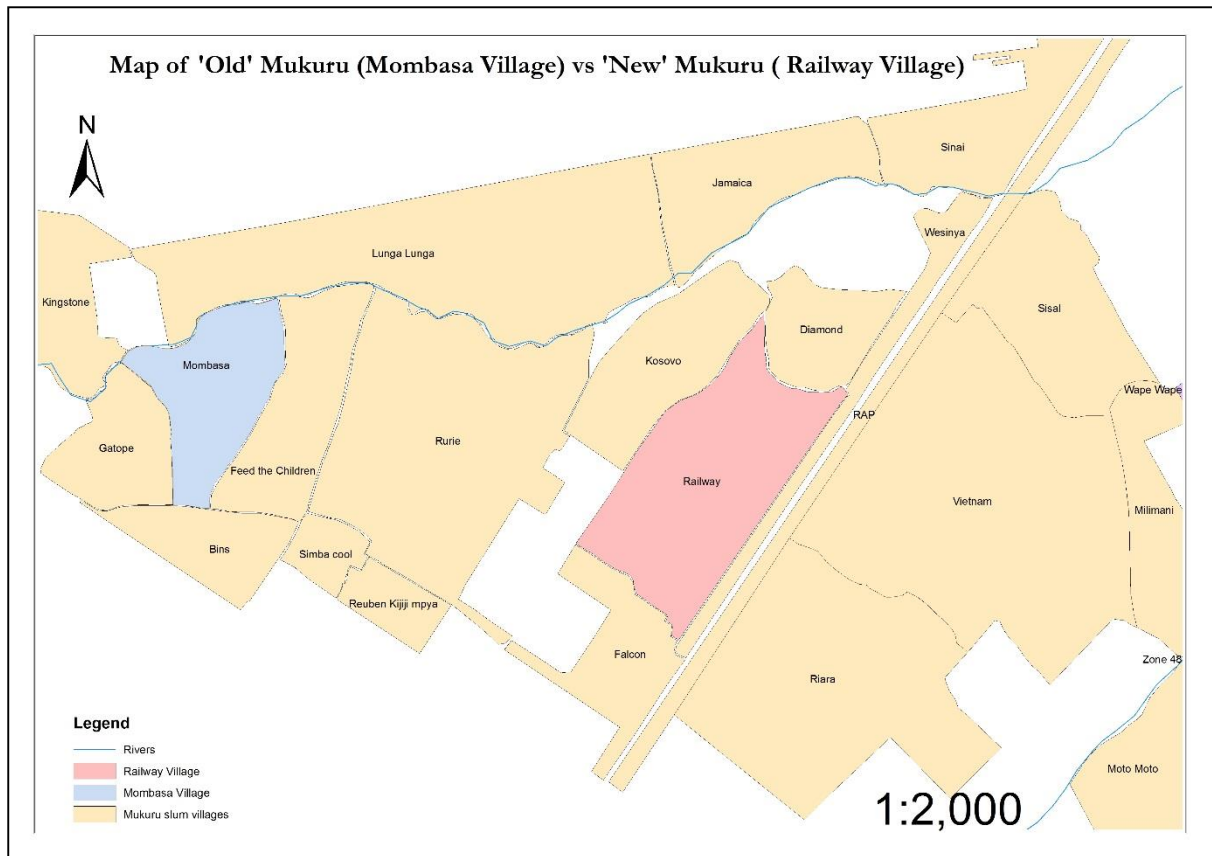 Map of 'Old' Mukuru (Mombasa Village) vs 'New' Mukuru ( Railway Village)
N
Sinai
Jamaica
Wesinya
Lunga Lunga
Kingstone
Sisal
Diamond
Mombasa
Kosovo
Wape Wape
RAP
Rurie
Gatope
Feed the Children
Railway
Vietnam
Milimani
Bins
Simba cool
Reuben Kijiji mpya
Falcon
Zone 48
Riara
Legend
Rivers
Railway Village
Mombasa Village
Mukuru slum villages
Moto Moto
1:2,000